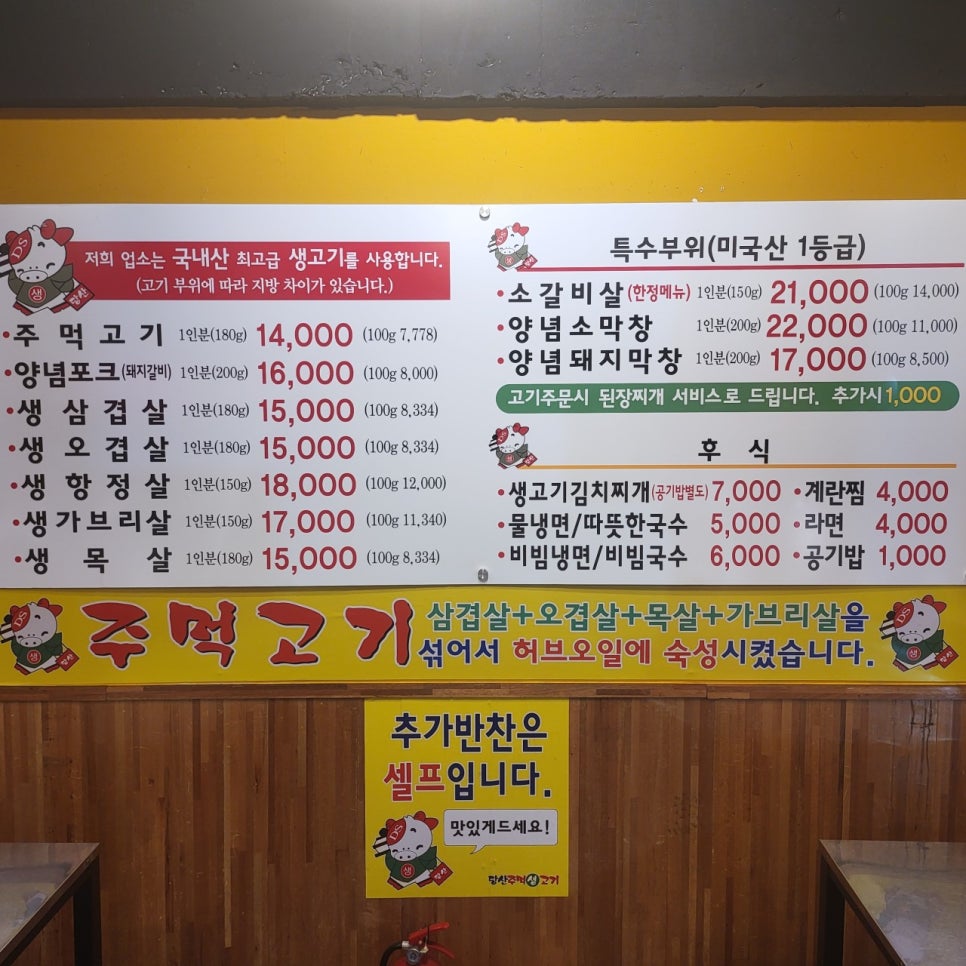 저희 업소는 국내산 최고급 생고기를 사용합니다.
(고기 부위에 따라 지방 차이가 있습니다.)
•주먹고기 1인분(180g) 14,000 (100g 7,778)
•양념포크(돼지갈비) 1인분(200g) 16,000 (100g 8,000)
•생삼겹살 1인분(180g) 15,000 (100g 8,334)
•생오겹살 1인분(180g) 15,000 (100g 8,334)
•생항정살 1인분(150g) 18,000 (100g 12,000)
•생가브리살 1인분(150g) 17,000 (100g 11,340)
•생목살 1인분(180g) 15,000 (100g 8,334)
특수부위(미국산 1등급)
•소갈비살(한정메뉴) 1인분(150g) 21,000 (100g 14,000)
•양념소막창 1인분(200g) 22,000 (100g 11,000)
•양념돼지막창 1인분(200g) 17,000 (100g 8,500)
고기주문시 된장찌개 서비스로 드립니다. 추가시 1,000
후식
•생고기김치찌개(공기밥별도) 7,000 •계란찜 4,000
•물냉면/따뜻한국수 5,000 •라면 4,000
•비빔냉면/비빔국수 6,000 •공기밥 1,000
주먹고기
삼겹살+오겹살+목살+가브리살을
섞어서 허브오일에 숙성시켰습니다.
추가반찬은
셀프입니다.
맛있게드세요!
DS
생
주먹생고기